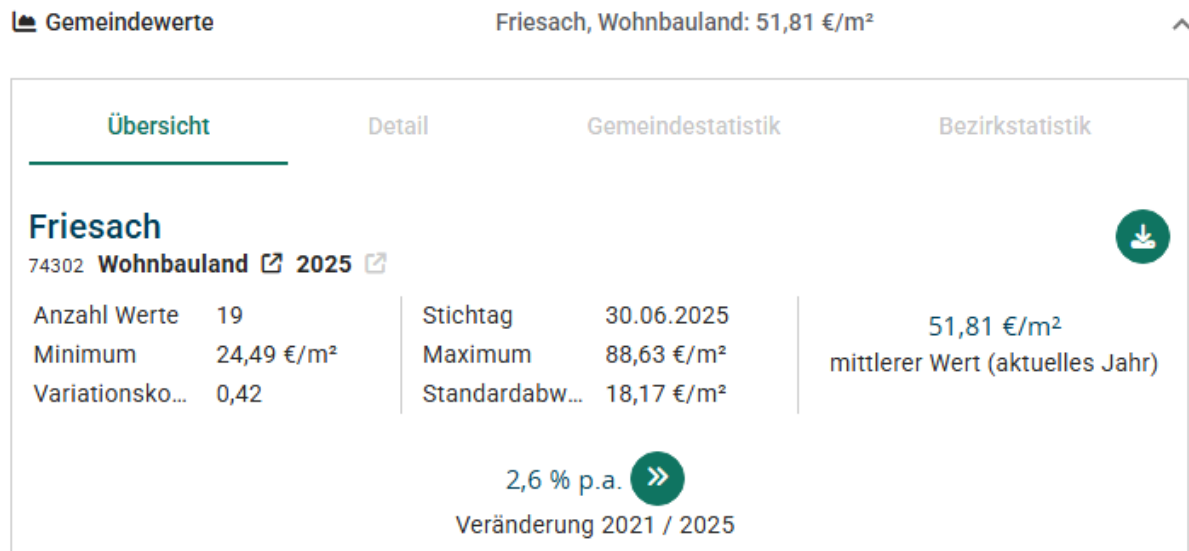 Gemeindewerte Friesach, Wohnbauland: 51,81 €/m²
Übersicht Detail Gemeindestatistik Bezirkstatistik
Friesach
74302 Wohnbauland 2025
Anzahl Werte 19 Stichtag 30.06.2025
Minimum 24,49 €/m² Maximum 88,63 €/m²
Variationsko... 0,42 Standardabw... 18,17 €/m²
51,81 €/m²
mittlerer Wert (aktuelles Jahr)
2,6 % p.a.
Veränderung 2021 / 2025